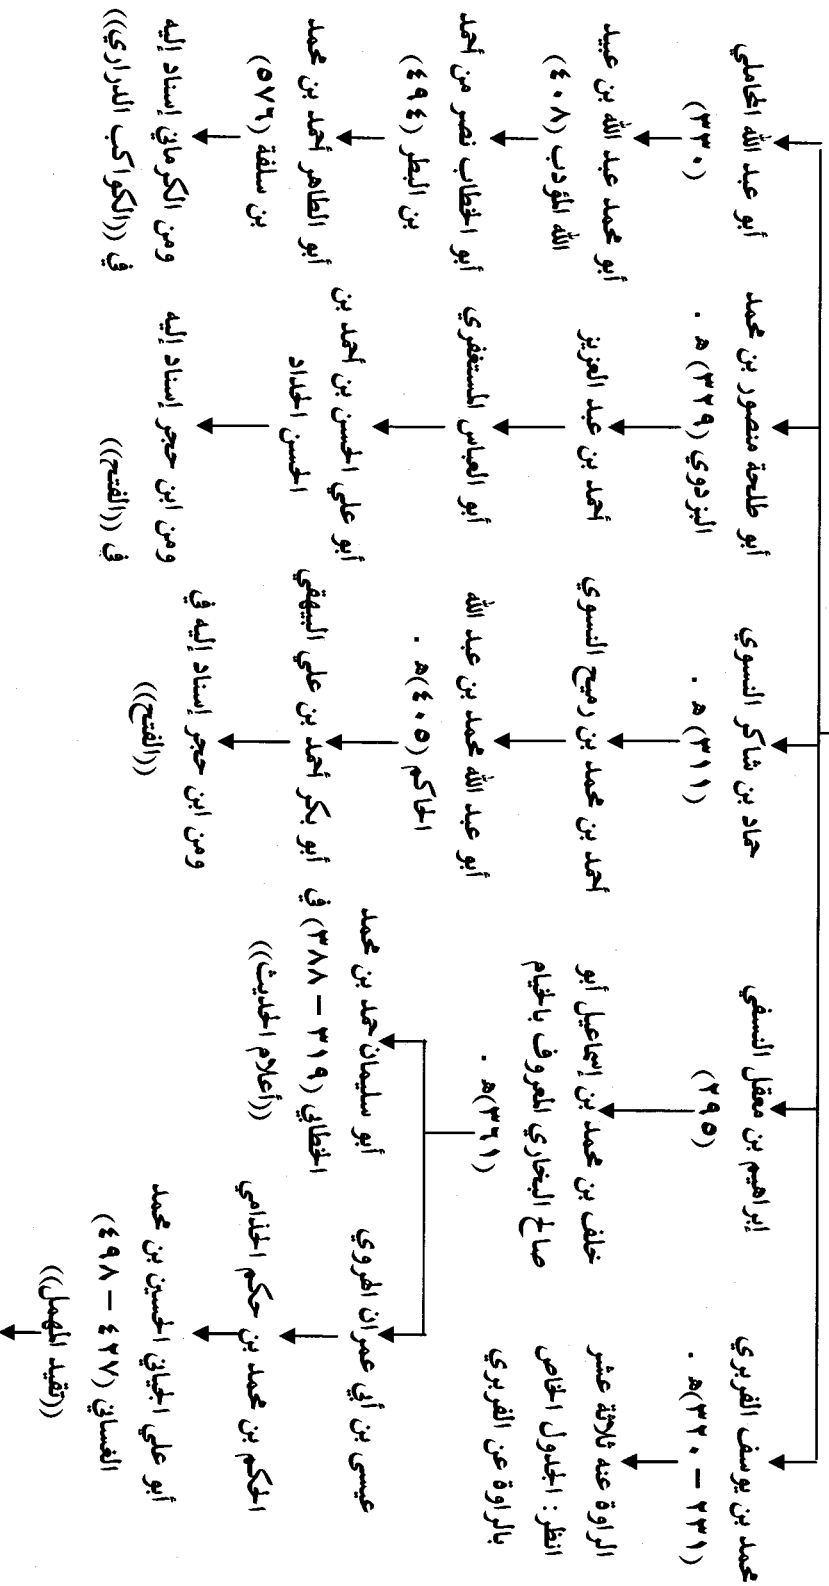 محمد بن يوسف الفربري
(٢٣١ – ٣٢٠)هـ .
الرواة عنه ثلاثة عشر
انظر: الجدول الخاص
بالرواة عن الفربري
إبراهيم بن معقل النسفي
(٢٩٥)
خلف بن محمد بن إسماعيل أبو
صالح البخاري المعروف بالخيام
(٣٦١)هـ .
عيسى بن أبي عمران الهروي
الحكم بن محمد بن حكم الجذامي
أبو علي الجياني الحسين بن محمد
الغساني (٤٢٧ – ٤٩٨)
((تقيد المهمل))
أبو سليمان حمد بن محمد
الخطابي (٣١٩ – ٣٨٨) في
((أعلام الحديث))
حماد بن شاكر النسوي
(٣١١)هـ .
أحمد بن محمد بن رميح النسوي
أبو عبد الله محمد بن عبد الله
الحاكم (٤٠٥)هـ .
أبو بكر أحمد بن علي البيهقي
ومن ابن حجر إسناد إليه في
((الفتح))
أبو طلحة منصور بن محمد
البزدوي (٣٢٩)هـ .
أحمد بن عبد العزيز
أبو العباس المستغفري
أبو علي الحسن بن أحمد بن
الحسن الحداد
ومن ابن حجر إسناد إليه
في ((الفتح))
أبو عبد الله المحاملي
(٣٣٠)
أبو محمد عبد الله بن عبيد
الله المؤدب (٤٠٨)
أبو الخطاب نصر من أحمد
بن البطر (٤٩٤)
أبو الطاهر أحمد بن محمد
بن سلفة (٥٧٦)
ومن الكرماني إسناد إليه
في ((الكواكب الدراري))